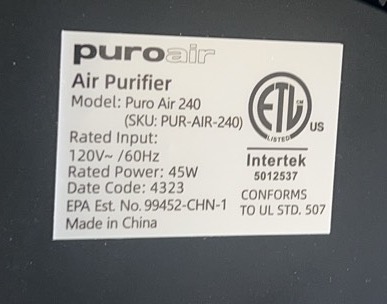 puroair
Air Purifier
Model: Puro Air 240
(SKU: PUR-AIR-240)
Rated Input:
120V~ /60Hz
Rated Power: 45W
Date Code: 4323
EPA Est. No. 99452-CHN-1
Made in China
ETL
CM
LISTED
US
Intertek
5012537
CONFORMS
TO UL STD. 507